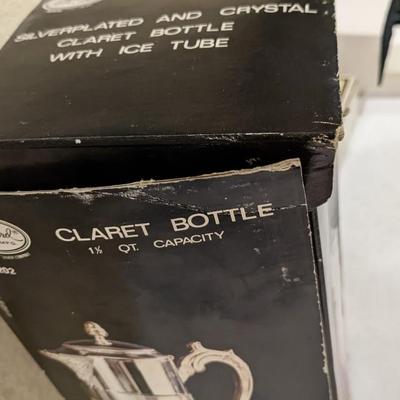 SILVERPLATED AND CRYSTAL
CLARET BOTTLE
WITH ICE TUBE
CLARET BOTTLE
1½ QT. CAPACITY